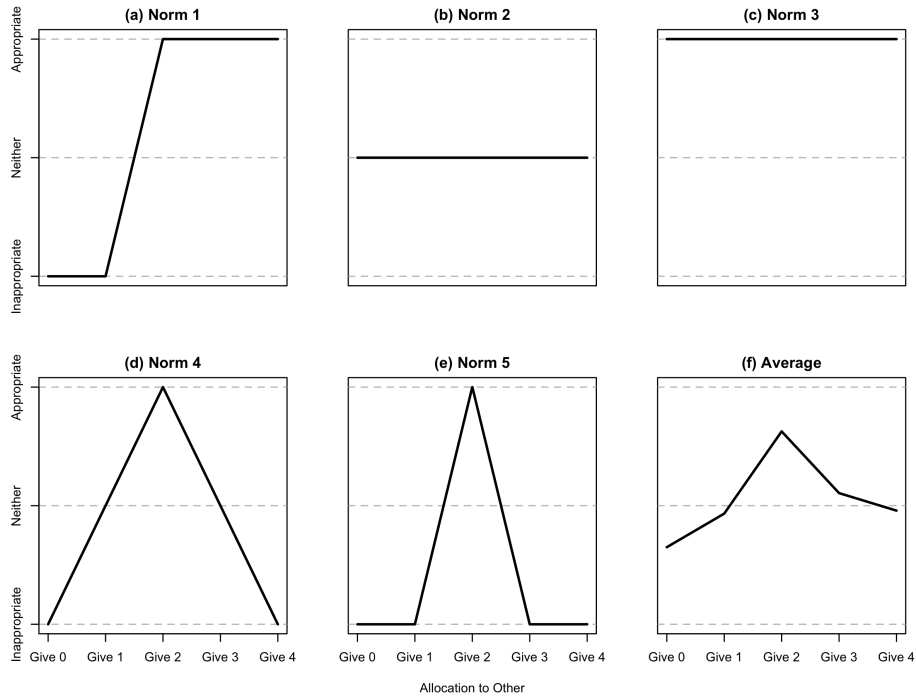 (a) Norm 1
(b) Norm 2
(c) Norm 3
Appropriate
Neither
Inappropriate
(d) Norm 4
(e) Norm 5
(f) Average
Appropriate
Neither
Inappropriate
Give 0 Give 1 Give 2 Give 3 Give 4
Give 0 Give 1 Give 2 Give 3 Give 4
Give 0 Give 1 Give 2 Give 3 Give 4
Allocation to Other